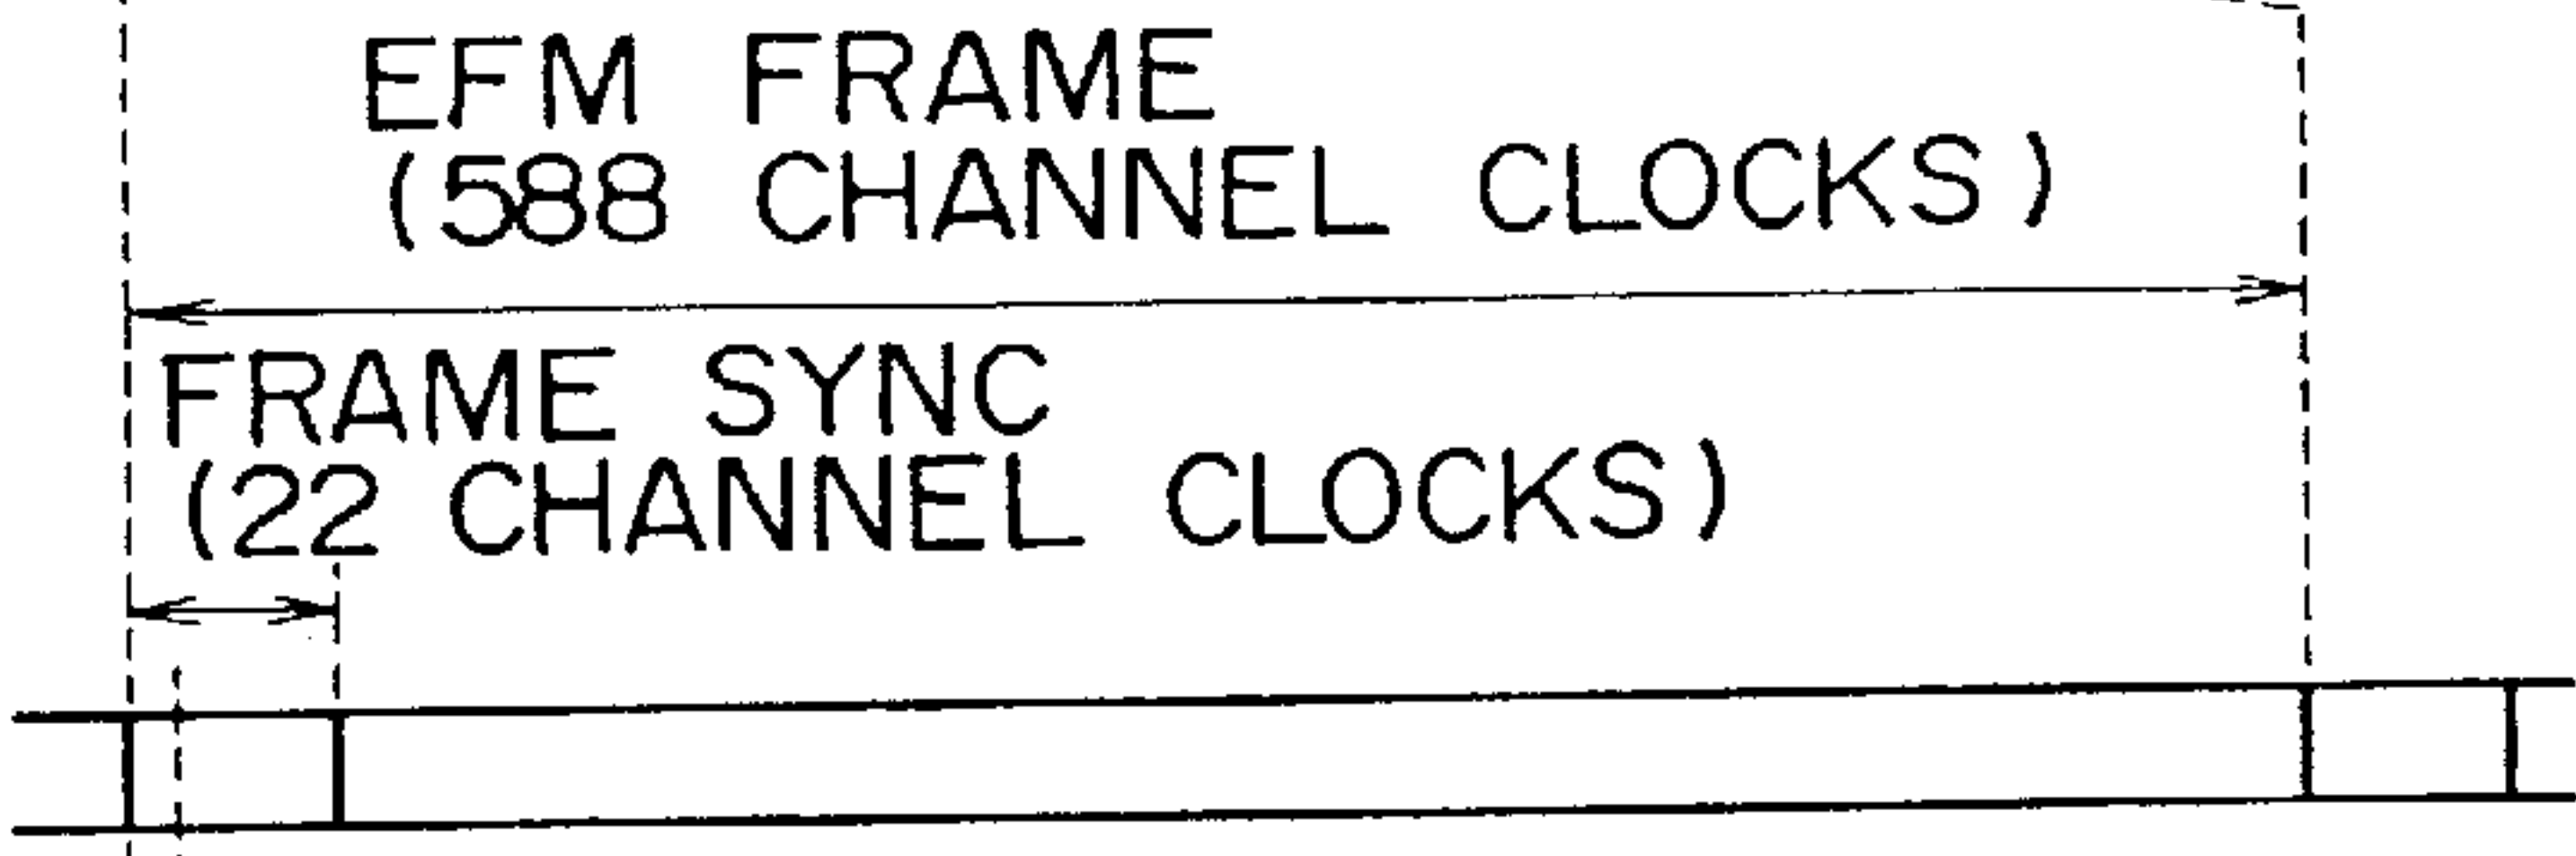 EFM FRAME
(588 CHANNEL CLOCKS)
FRAME SYNC
(22 CHANNEL CLOCKS)